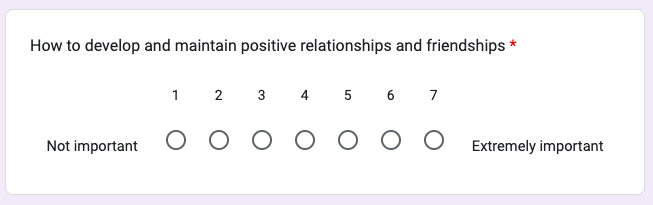 How to develop and maintain positive relationships and friendships *
1 2 3 4 5 6 7
Not important Extremely important